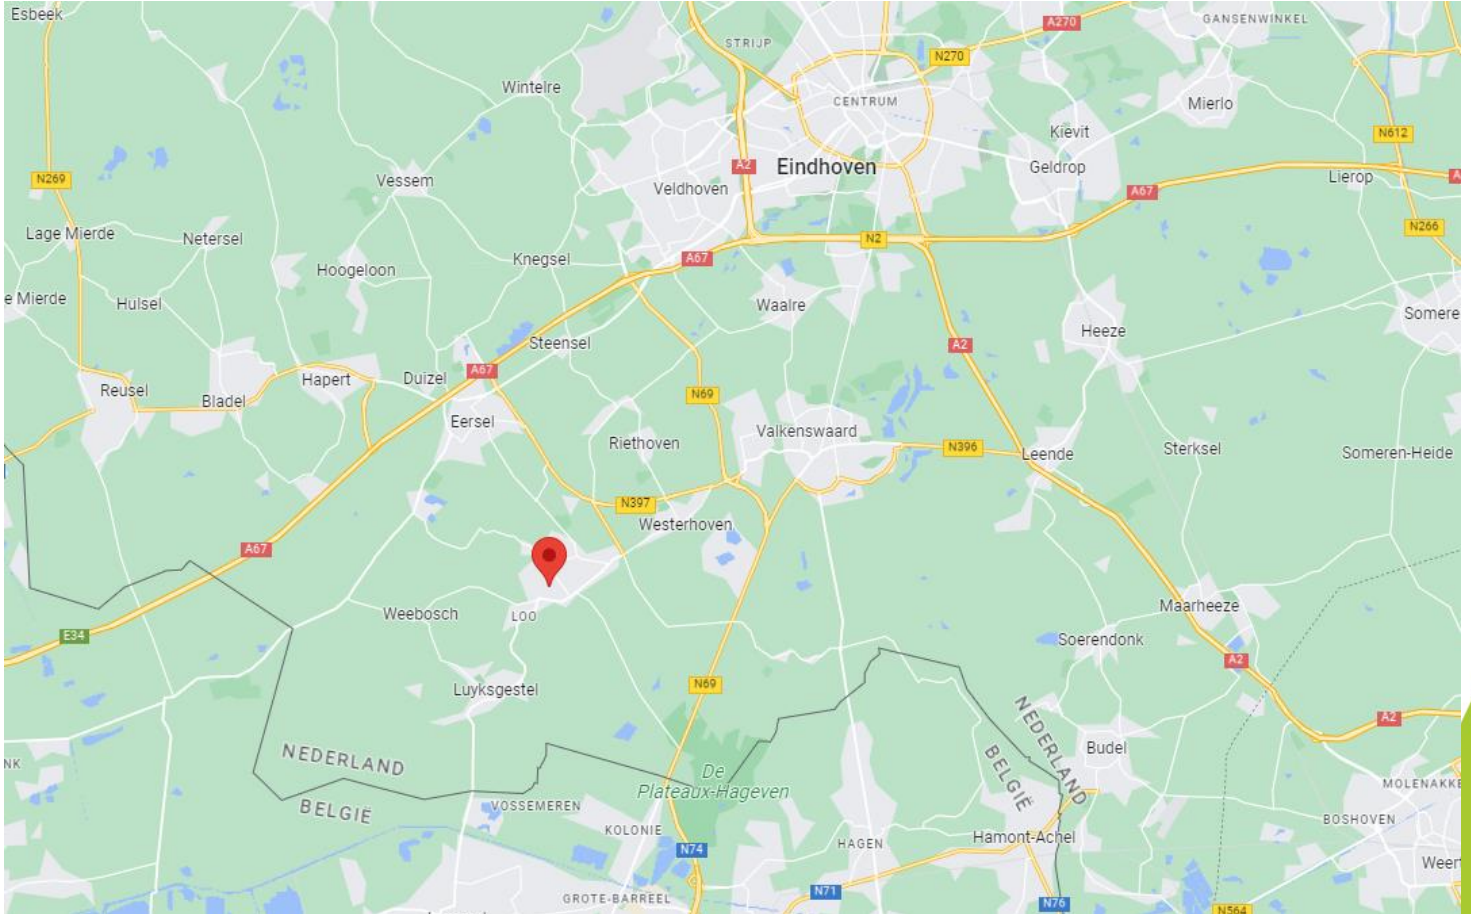 Esbeek
STRIJP
A270
GANSENWINKEL
N270
Wintelre
CENTRUM
Mierlo
Kievit
N612
A2
Eindhoven
Geldrop
N269
Vessem
Veldhoven
A67
Lierop
A
Lage Mierde
Netersel
N2
N266
Hoogeloon
Knegsel
A67
e Mierde
Hulsel
Waalre
Somere
Heeze
Steensel
A2
A67
Reusel
Hapert
Duizel
N69
Bladel
Eersel
Riethoven
Valkenswaard
N396
Leende
Sterksel
Someren-Heide
N397
Westerhoven
A67
Weebosch
LOO
Maarheeze
E34
Soerendonk
A2
Luyksgestel
N69
NEDERLAND
A2
NEDERLAND
BELGIË
Budel
NK
De
Plateaux-Hageven
MOLENAKKE
BELGIË
VOSSEMEREN
KOLONIE
HAGEN
Hamont-Achel
BOSHOVEN
N74
Weert
GROTE-BARREEL
N71
N76
N564